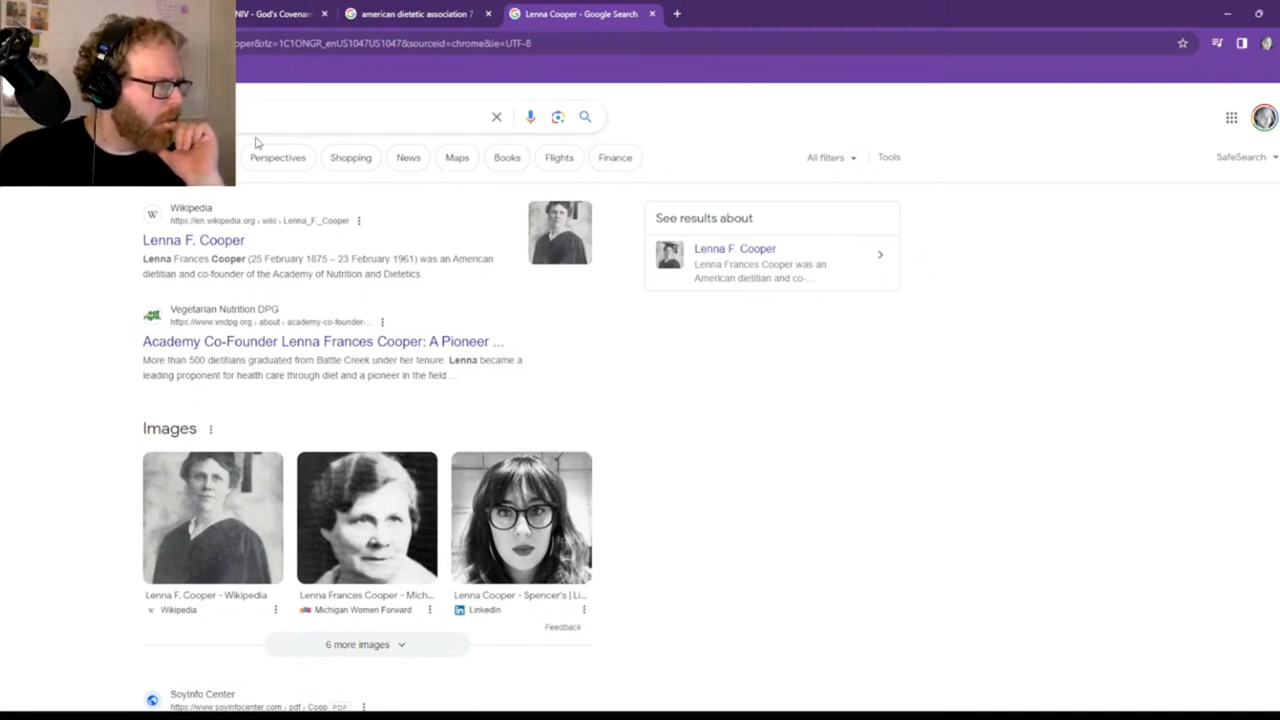 NIV - God's Covenan
american dietetic association 7
Lenna Cooper - Google Search
oper&rlz=1C1ONGR_enUS1047US1047&sourceid=chrome&ie=UTF-8
Perspectives
Shopping
News
Maps
Books
Flights
Finance
All filters
Tools
SafeSearch
Wikipedia
https://en.wikipedia.org › wiki › Lenna_F._Cooper
Lenna F. Cooper
Lenna Frances Cooper (25 February 1875 – 23 February 1961) was an American
dietitian and co-founder of the Academy of Nutrition and Dietetics.
See results about
Lenna F. Cooper
Lenna Frances Cooper was an
American dietitian and co-...
Vegetarian Nutrition DPG
https://www.vndpg.org › about › academy-co-founder-...
Academy Co-Founder Lenna Frances Cooper: A Pioneer ...
More than 500 dietitians graduated from Battle Creek under her tenure. Lenna became a
leading proponent for health care through diet and a pioneer in the field ...
Images
Lenna F. Cooper - Wikipedia
Wikipedia
Lenna Frances Cooper - Mich...
Michigan Women Forward
Lenna Cooper - Spencer's | Li...
LinkedIn
Feedback
6 more images
SoyInfo Center
https://www.soyinfocenter.com › pdf › Coop PDF